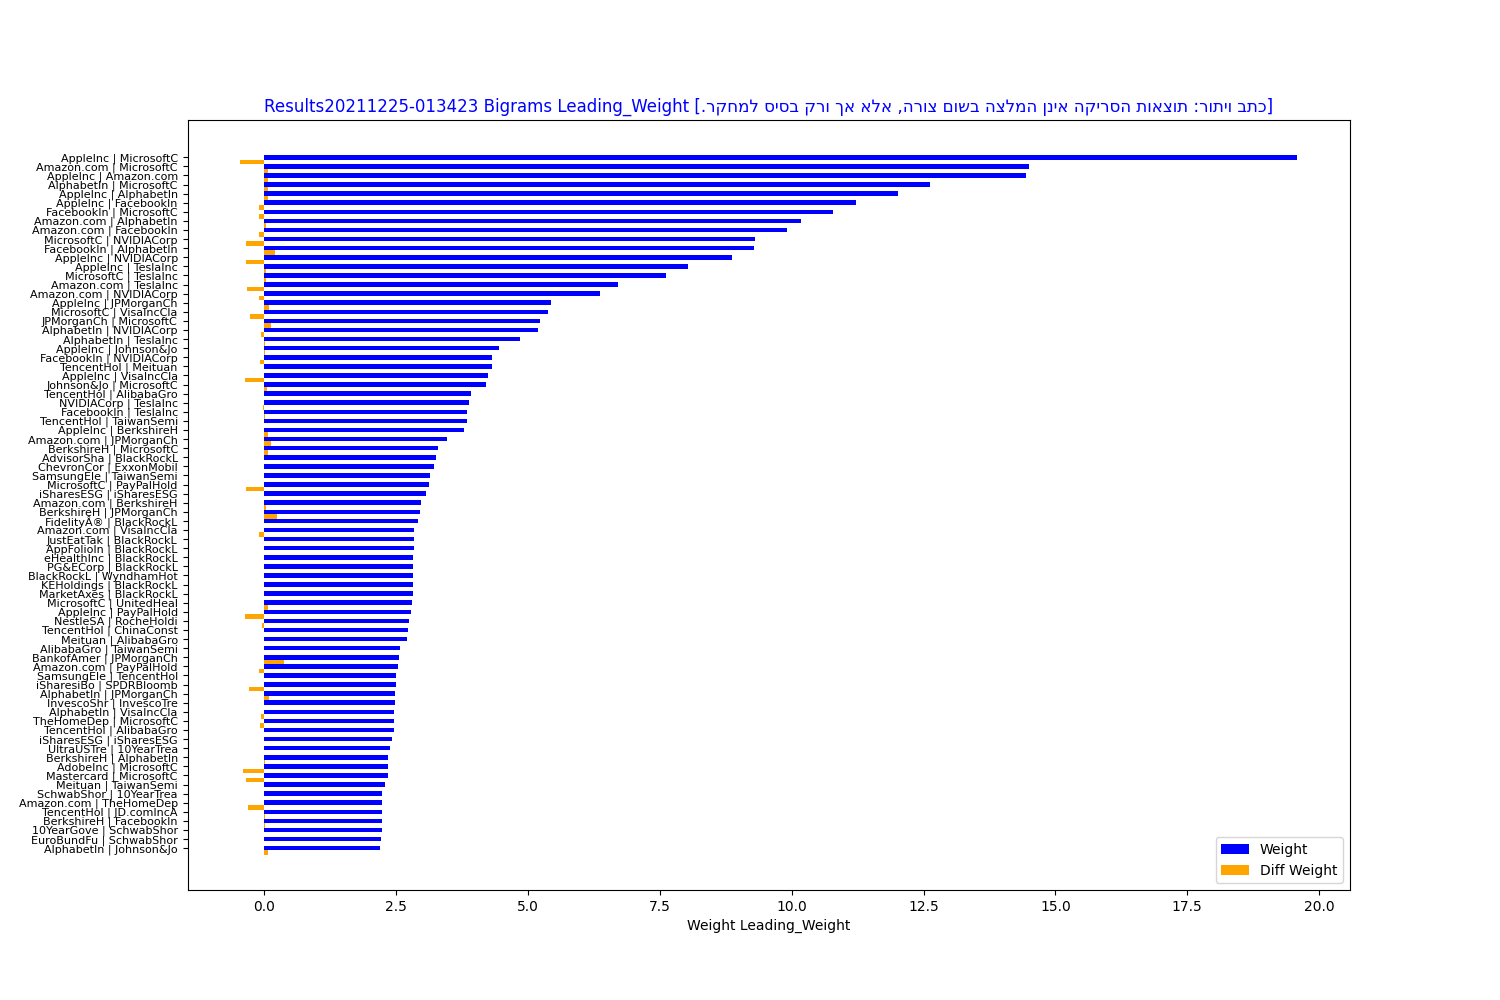 Results20211225-013423 Bigrams Leading_Weight [כתב ויתור: תוצאות הסריקה אינן המלצה בשום צורה, אלא אך ורק בסיס למחקר.]
AppleInc | MicrosoftC
Amazon.com | MicrosoftC
AppleInc | Amazon.com
AlphabetIn | MicrosoftC
AppleInc | AlphabetIn
AppleInc | FacebookIn
FacebookIn | MicrosoftC
Amazon.com | AlphabetIn
Amazon.com | FacebookIn
MicrosoftC | NVIDIACorp
FacebookIn | AlphabetIn
AppleInc | NVIDIACorp
AppleInc | TeslaInc
MicrosoftC | TeslaInc
Amazon.com | TeslaInc
Amazon.com | NVIDIACorp
AppleInc | JPMorganCh
MicrosoftC | VisaIncCla
JPMorganCh | MicrosoftC
AlphabetIn | NVIDIACorp
AlphabetIn | TeslaInc
AppleInc | Johnson&Jo
FacebookIn | NVIDIACorp
TencentHol | Meituan
AppleInc | VisaIncCla
Johnson&Jo | MicrosoftC
TencentHol | AlibabaGro
NVIDIACorp | TeslaInc
FacebookIn | TeslaInc
TencentHol | TaiwanSemi
AppleInc | BerkshireH
Amazon.com | JPMorganCh
BerkshireH | MicrosoftC
AdvisorSha | BlackRockL
ChevronCor | ExxonMobil
SamsungEle | TaiwanSemi
MicrosoftC | PayPalHold
iSharesESG | iSharesESG
Amazon.com | BerkshireH
BerkshireH | JPMorganCh
FidelityÂ® | BlackRockL
Amazon.com | VisaIncCla
JustEatTak | BlackRockL
AppFolioIn | BlackRockL
eHealthInc | BlackRockL
PG&ECorp | BlackRockL
BlackRockL | WyndhamHot
KEHoldings | BlackRockL
MarketAxes | BlackRockL
MicrosoftC | UnitedHeal
AppleInc | PayPalHold
NestleSA | RocheHoldi
TencentHol | ChinaConst
Meituan | AlibabaGro
AlibabaGro | TaiwanSemi
BankofAmer | JPMorganCh
Amazon.com | PayPalHold
SamsungEle | TencentHol
iSharesiBo | SPDRBloomb
AlphabetIn | JPMorganCh
InvescoShr | InvescoTre
AlphabetIn | VisaIncCla
TheHomeDep | MicrosoftC
TencentHol | AlibabaGro
iSharesESG | iSharesESG
UltraUSTre | 10YearTrea
BerkshireH | AlphabetIn
AdobeInc | MicrosoftC
Mastercard | MicrosoftC
Meituan | TaiwanSemi
SchwabShor | 10YearTrea
Amazon.com | TheHomeDep
TencentHol | JD.comIncA
BerkshireH | FacebookIn
10YearGove | SchwabShor
EuroBundFu | SchwabShor
AlphabetIn | Johnson&Jo
Weight
Diff Weight
0.0 2.5 5.0 7.5 10.0 12.5 15.0 17.5 20.0
Weight Leading_Weight